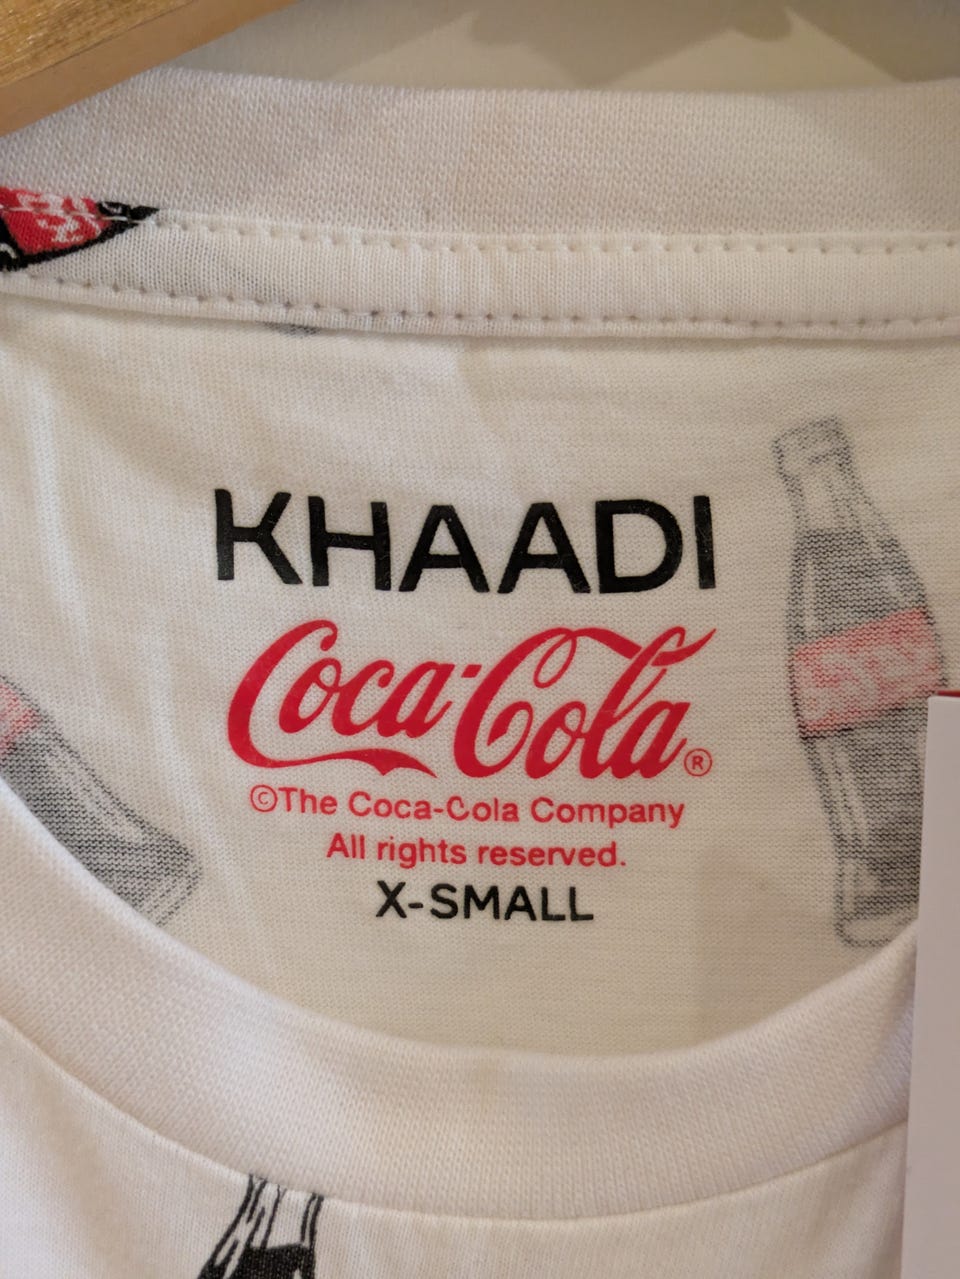 KHAADI
Coca-Cola®
©The Coca-Cola Company
All rights reserved.
X-SMALL